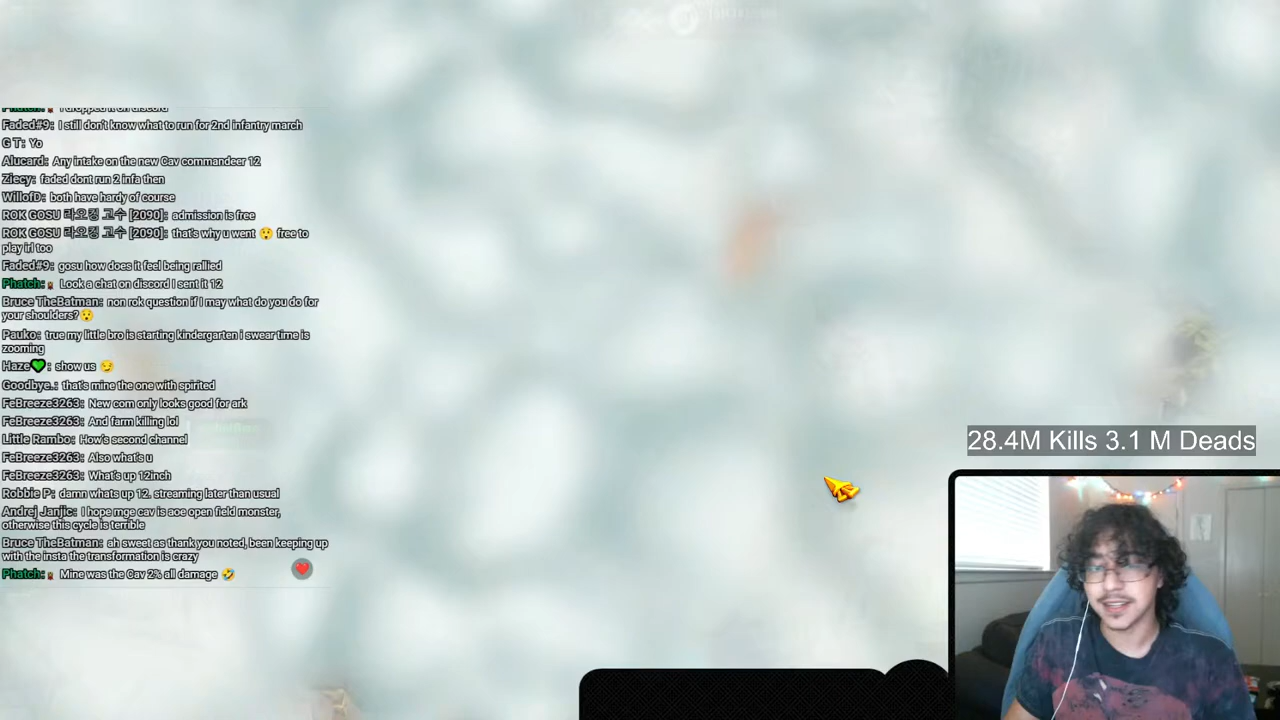 Phatch: I dropped it on discord
Faded#9: I still don't know what to run for 2nd infantry march
G T: Yo
Alucard: Any intake on the new Cav commandeer 12
Ziecy: faded dont run 2 infa then
WillofD: both have hardy of course
ROK GOSU 라오킹 고수 [2090]: admission is free
ROK GOSU 라오킹 고수 [2090]: that's why u went 😲 free to
play irl too
Faded#9: gosu how does it feel being rallied
Phatch: Look a chat on discord I sent it 12
Bruce TheBatman: non rok question if I may what do you do for
your shoulders?😯
Pauko: true my little bro is starting kindergarten i swear time is
zooming
Haze💚: show us 😏
Goodbye.: that's mine the one with spirited
FeBreeze3263: New com only looks good for ark
FeBreeze3263: And farm killing lol
Little Rambo: How's second channel
FeBreeze3263: Also what's u
FeBreeze3263: What's up 12inch
Robbie P: damn whats up 12. streaming later than usual
Andrej Janjic: I hope mge cav is aoe open field monster,
otherwise this cycle is terrible
Bruce TheBatman: ah sweet as thank you noted, been keeping up
with the insta the transformation is crazy
Phatch: Mine was the Cav 2% all damage 🤣
28.4M Kills 3.1 M Deads